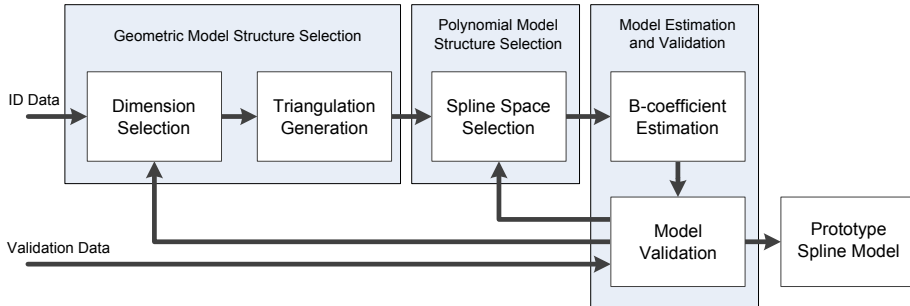 Geometric Model Structure Selection
Polynomial Model
Structure Selection
Model Estimation
and Validation
ID Data
Dimension
Selection
Triangulation
Generation
Spline Space
Selection
B-coefficient
Estimation
Validation Data
Model
Validation
Prototype
Spline Model